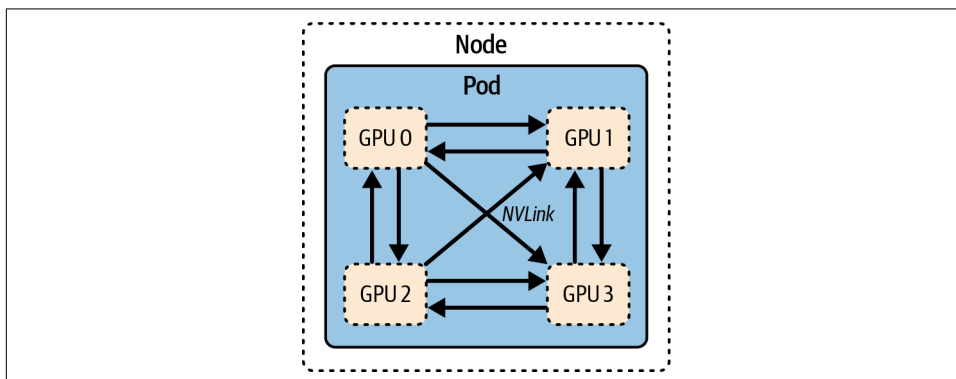 Node
Pod
GPU 0
GPU 1
NVLink
GPU 2
GPU 3